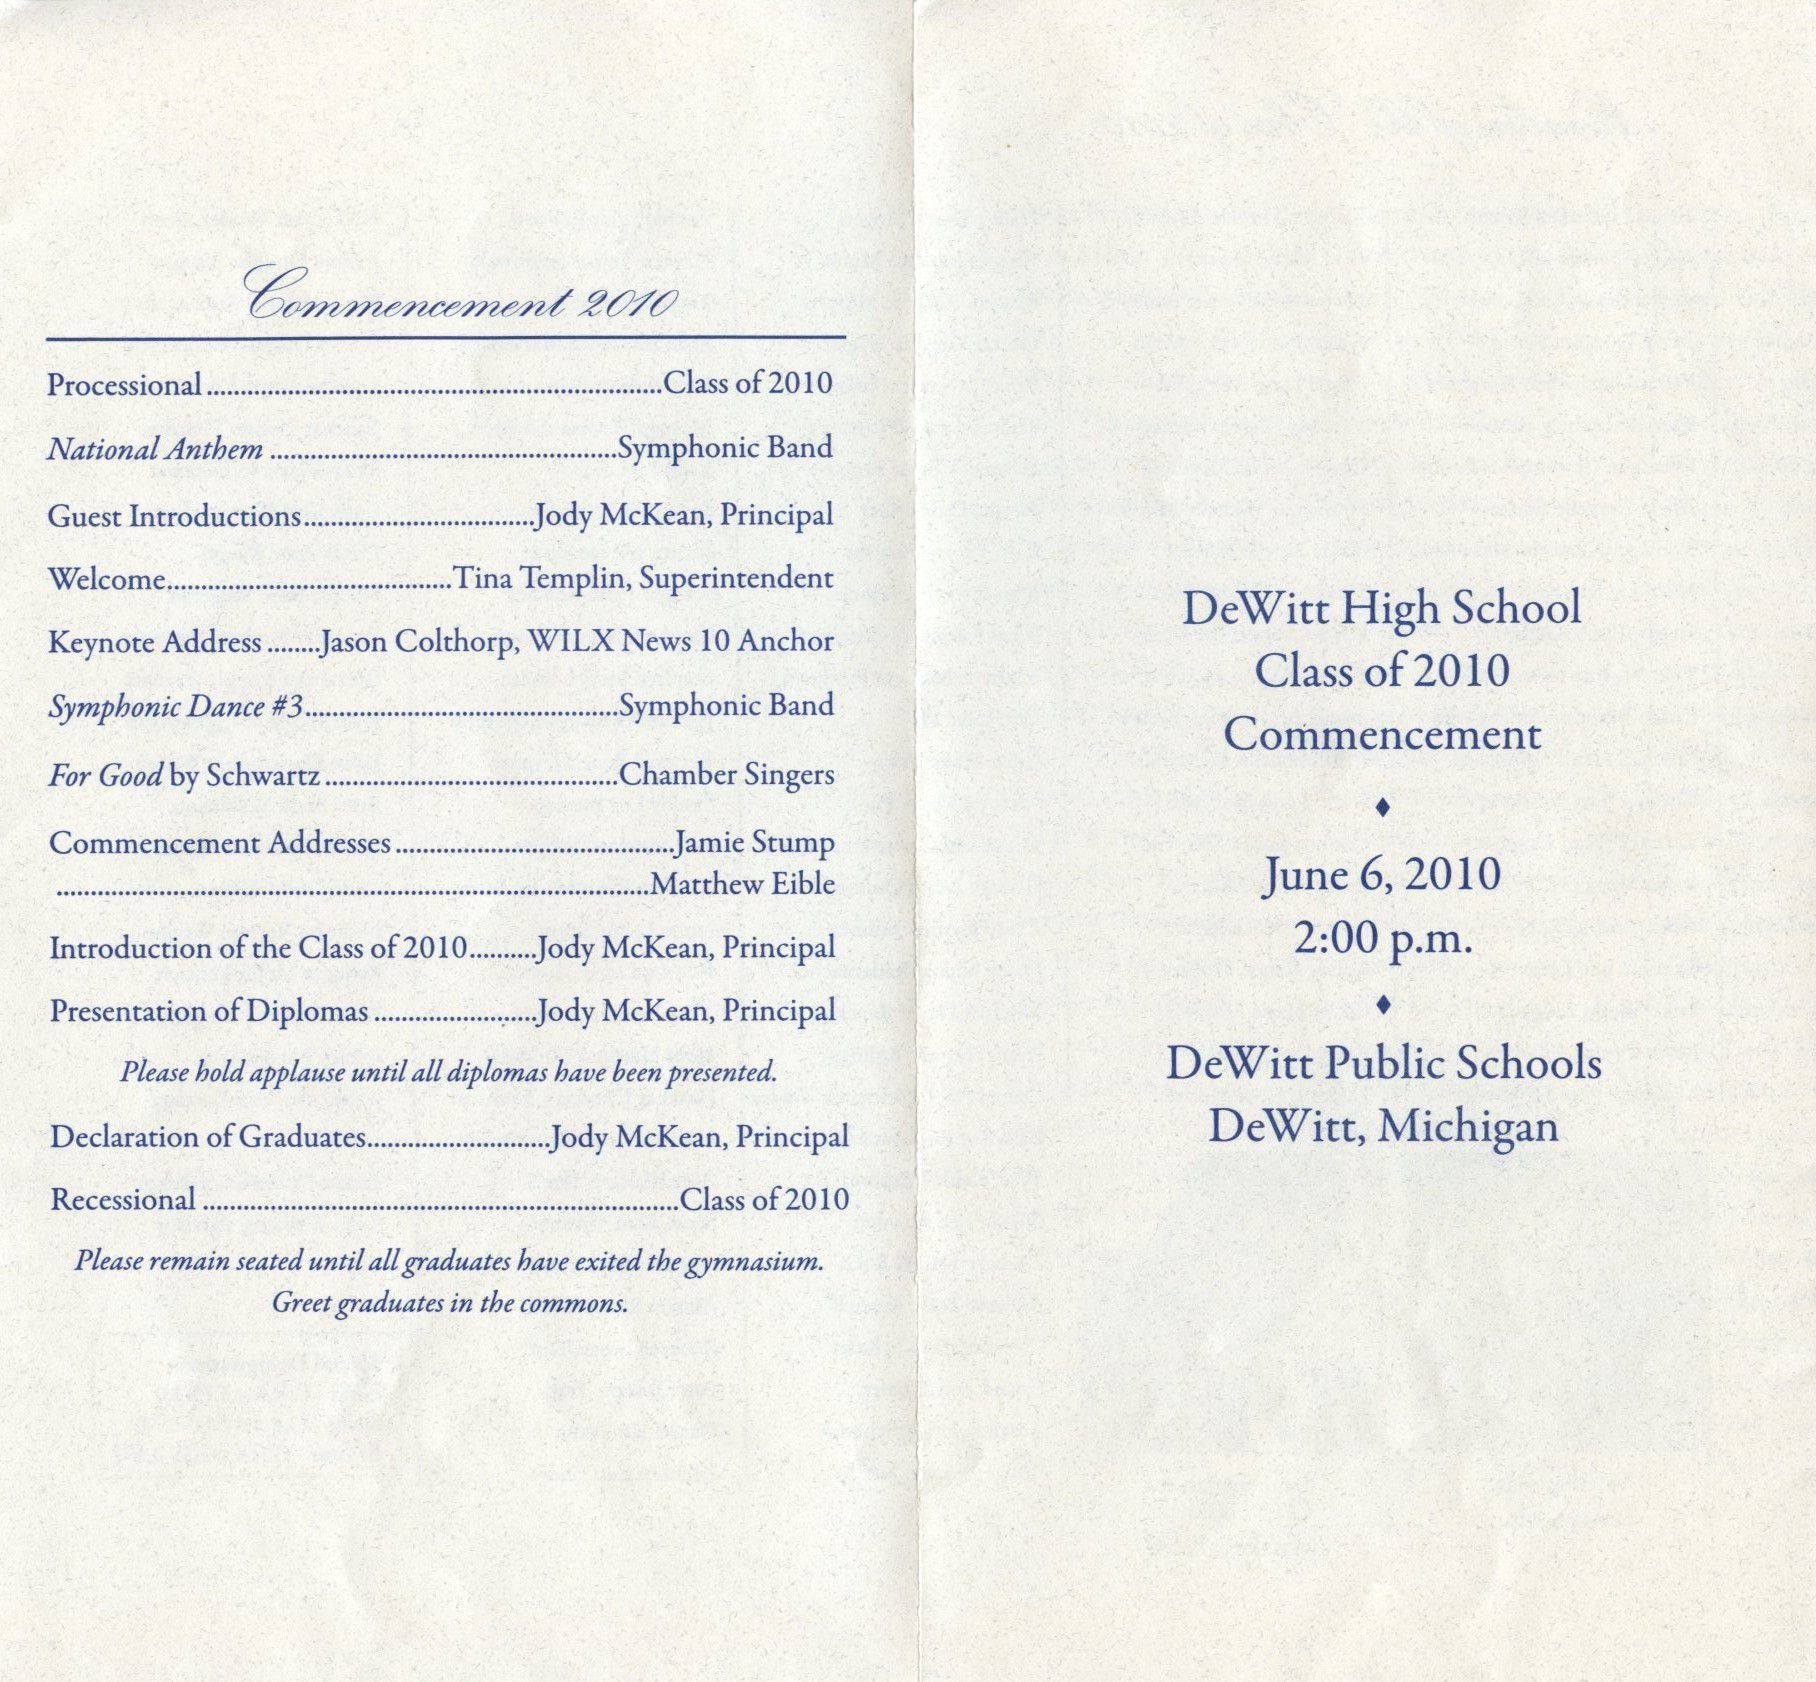 Commencement 2010
Processional....................................................................Class of 2010
National Anthem ...................................................Symphonic Band
Guest Introductions..................................Jody McKean, Principal
Welcome..........................................Tina Templin, Superintendent
Keynote Address ........Jason Colthorp, WILX News 10 Anchor
Symphonic Dance #3..............................................Symphonic Band
For Good by Schwartz...........................................Chamber Singers
Commencement Addresses.........................................Jamie Stump
.......................................................................................Matthew Eible
Introduction of the Class of 2010..........Jody McKean, Principal
Presentation of Diplomas........................Jody McKean, Principal
Please hold applause until all diplomas have been presented.
Declaration of Graduates...........................Jody McKean, Principal
Recessional ......................................................................Class of 2010
Please remain seated until all graduates have exited the gymnasium.
Greet graduates in the commons.
DeWitt High School
Class of 2010
Commencement
♦
June 6, 2010
2:00 p.m.
♦
DeWitt Public Schools
DeWitt, Michigan